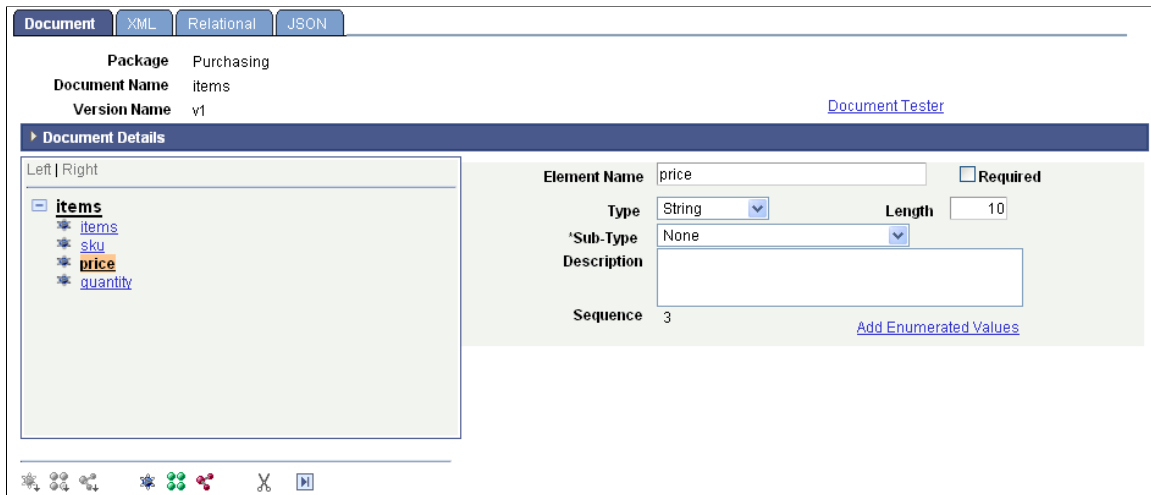 Document XML Relational JSON
Package Purchasing
Document Name items
Version Name v1
Document Tester
Document Details
Left | Right
items
items
sku
price
quantity
Element Name price Required
Type String Length 10
*Sub-Type None
Description
Sequence 3
Add Enumerated Values